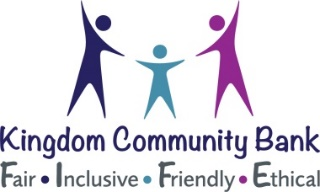 Kingdom Community Bank
Fair • Inclusive • Friendly • Ethical